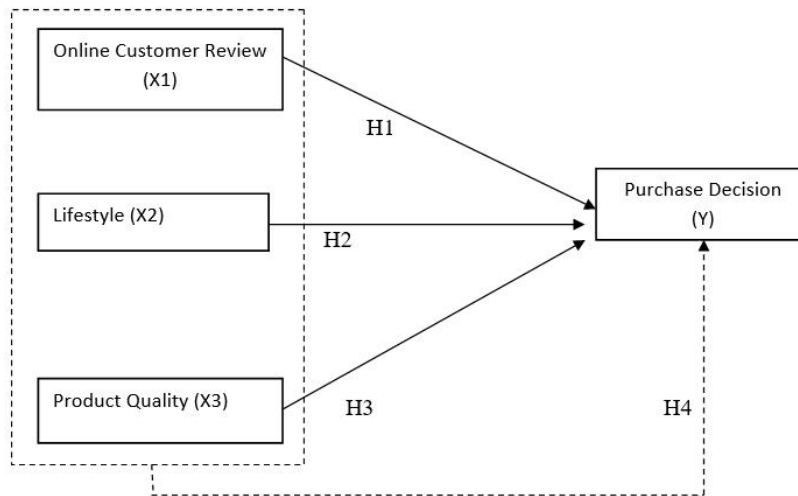 Online Customer Review
(X1)
H1
Purchase Decision
(Y)
Lifestyle (X2)
H2
Product Quality (X3)
H3
H4